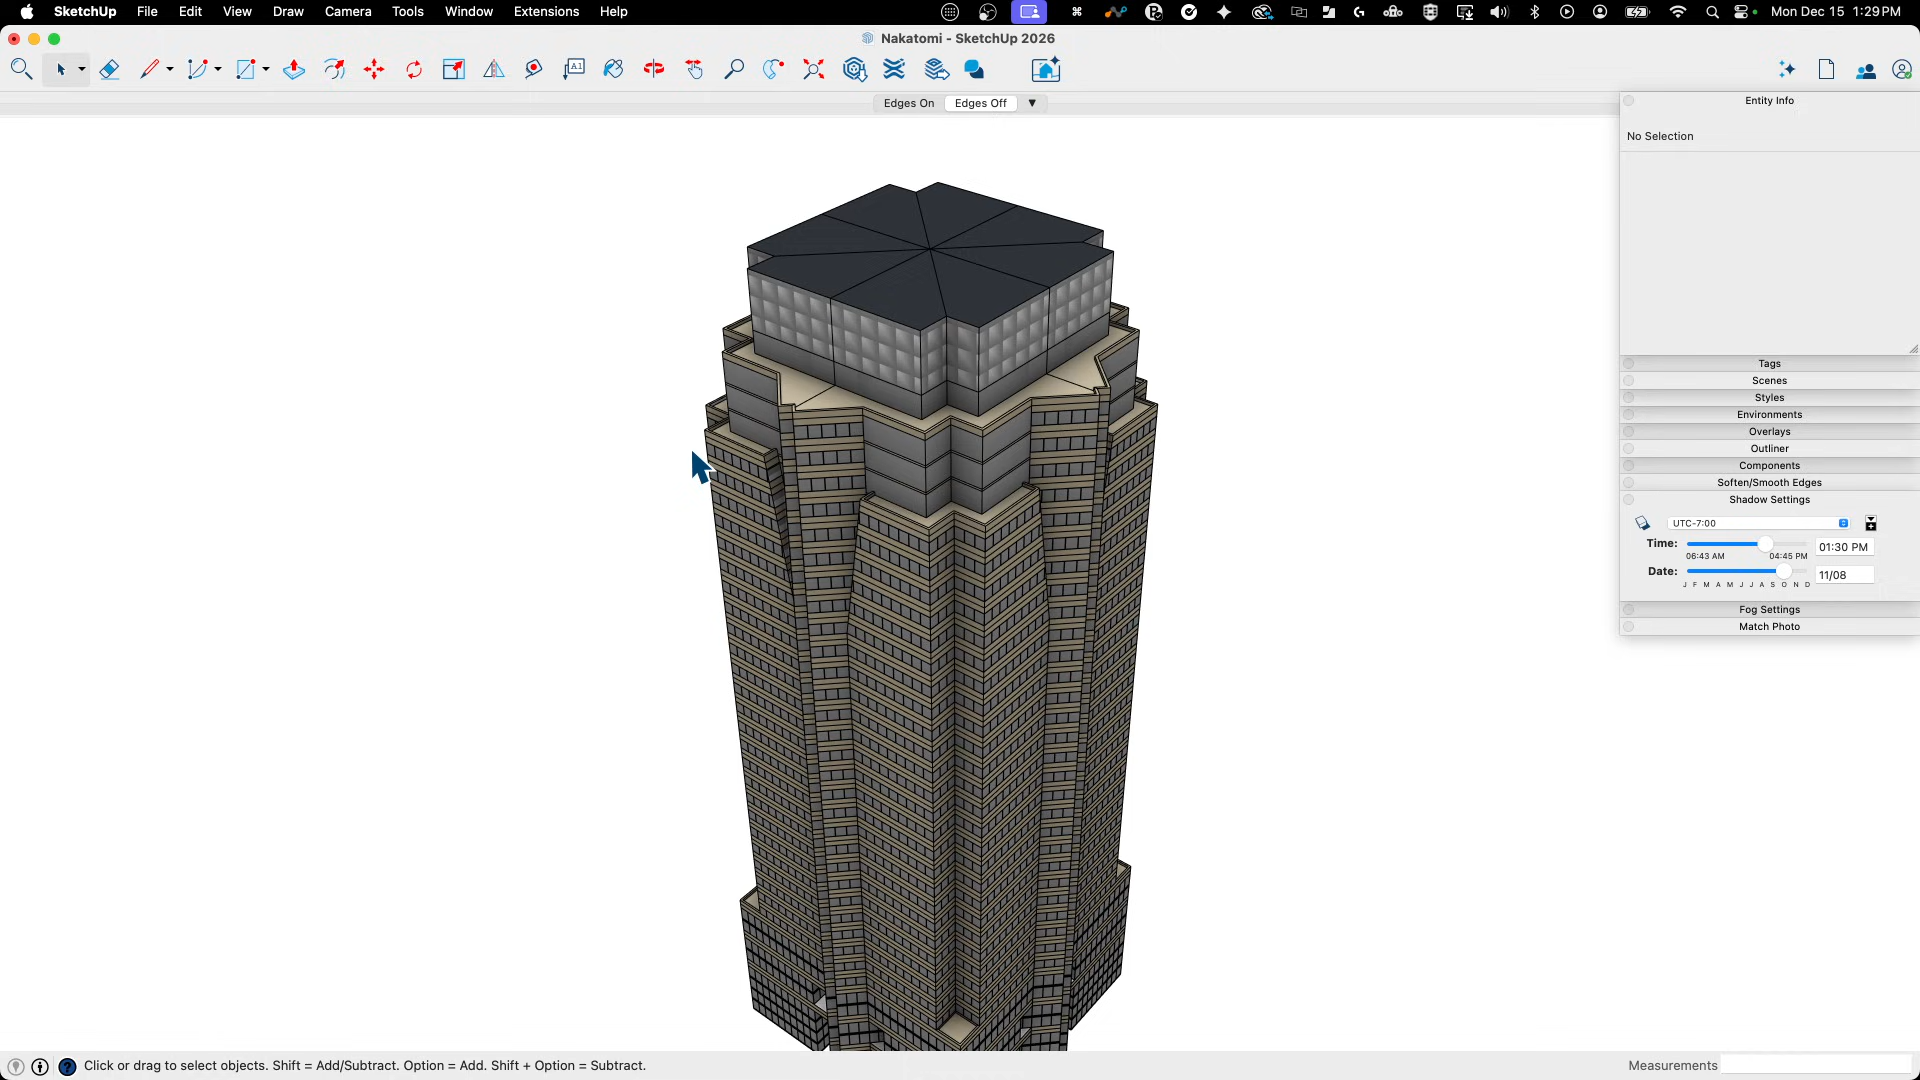 SketchUp File Edit View Draw Camera Tools Window Extensions Help Mon Dec 15 1:29 PM
Nakatomi - SketchUp 2026
Edges On Edges Off
Entity Info
No Selection
Tags
Scenes
Styles
Environments
Overlays
Outliner
Components
Soften/Smooth Edges
Shadow Settings
UTC-7:00
Time: 01:30 PM
06:43 AM 04:45 PM
Date: 11/08
J F M A M J J A S O N D
Fog Settings
Match Photo
Click or drag to select objects. Shift = Add/Subtract. Option = Add. Shift + Option = Subtract. Measurements